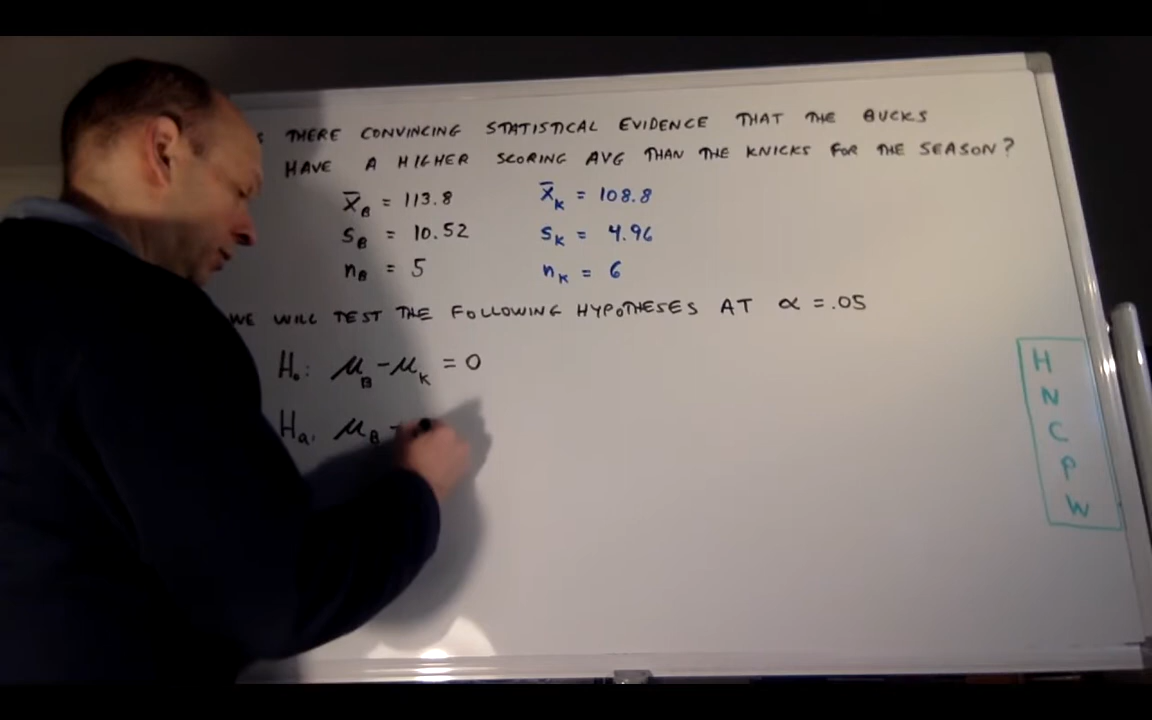 THERE CONVINCING STATISTICAL EVIDENCE THAT THE BUCKS
HAVE A HIGHER SCORING AVG THAN THE KNICKS FOR THE SEASON?
x̄B = 113.8 x̄K = 108.8
sB = 10.52 sK = 4.96
nB = 5 nK = 6
WE WILL TEST THE FOLLOWING HYPOTHESES AT α = .05
H₀: μB - μK = 0
Ha: μB -
H
N
C
P
W